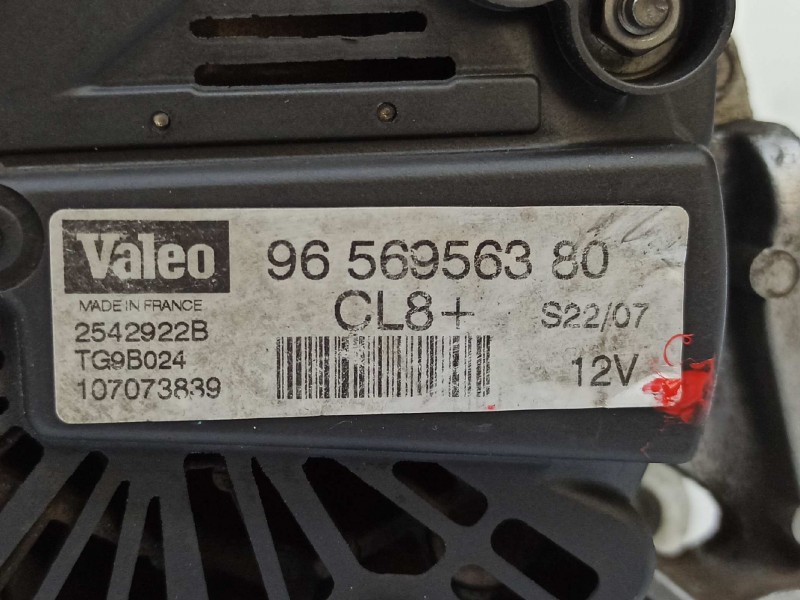 Valeo
96 569563 80
MADE IN FRANCE
CL8+
S22/07
2542922B
TG9B024
12V
107073839